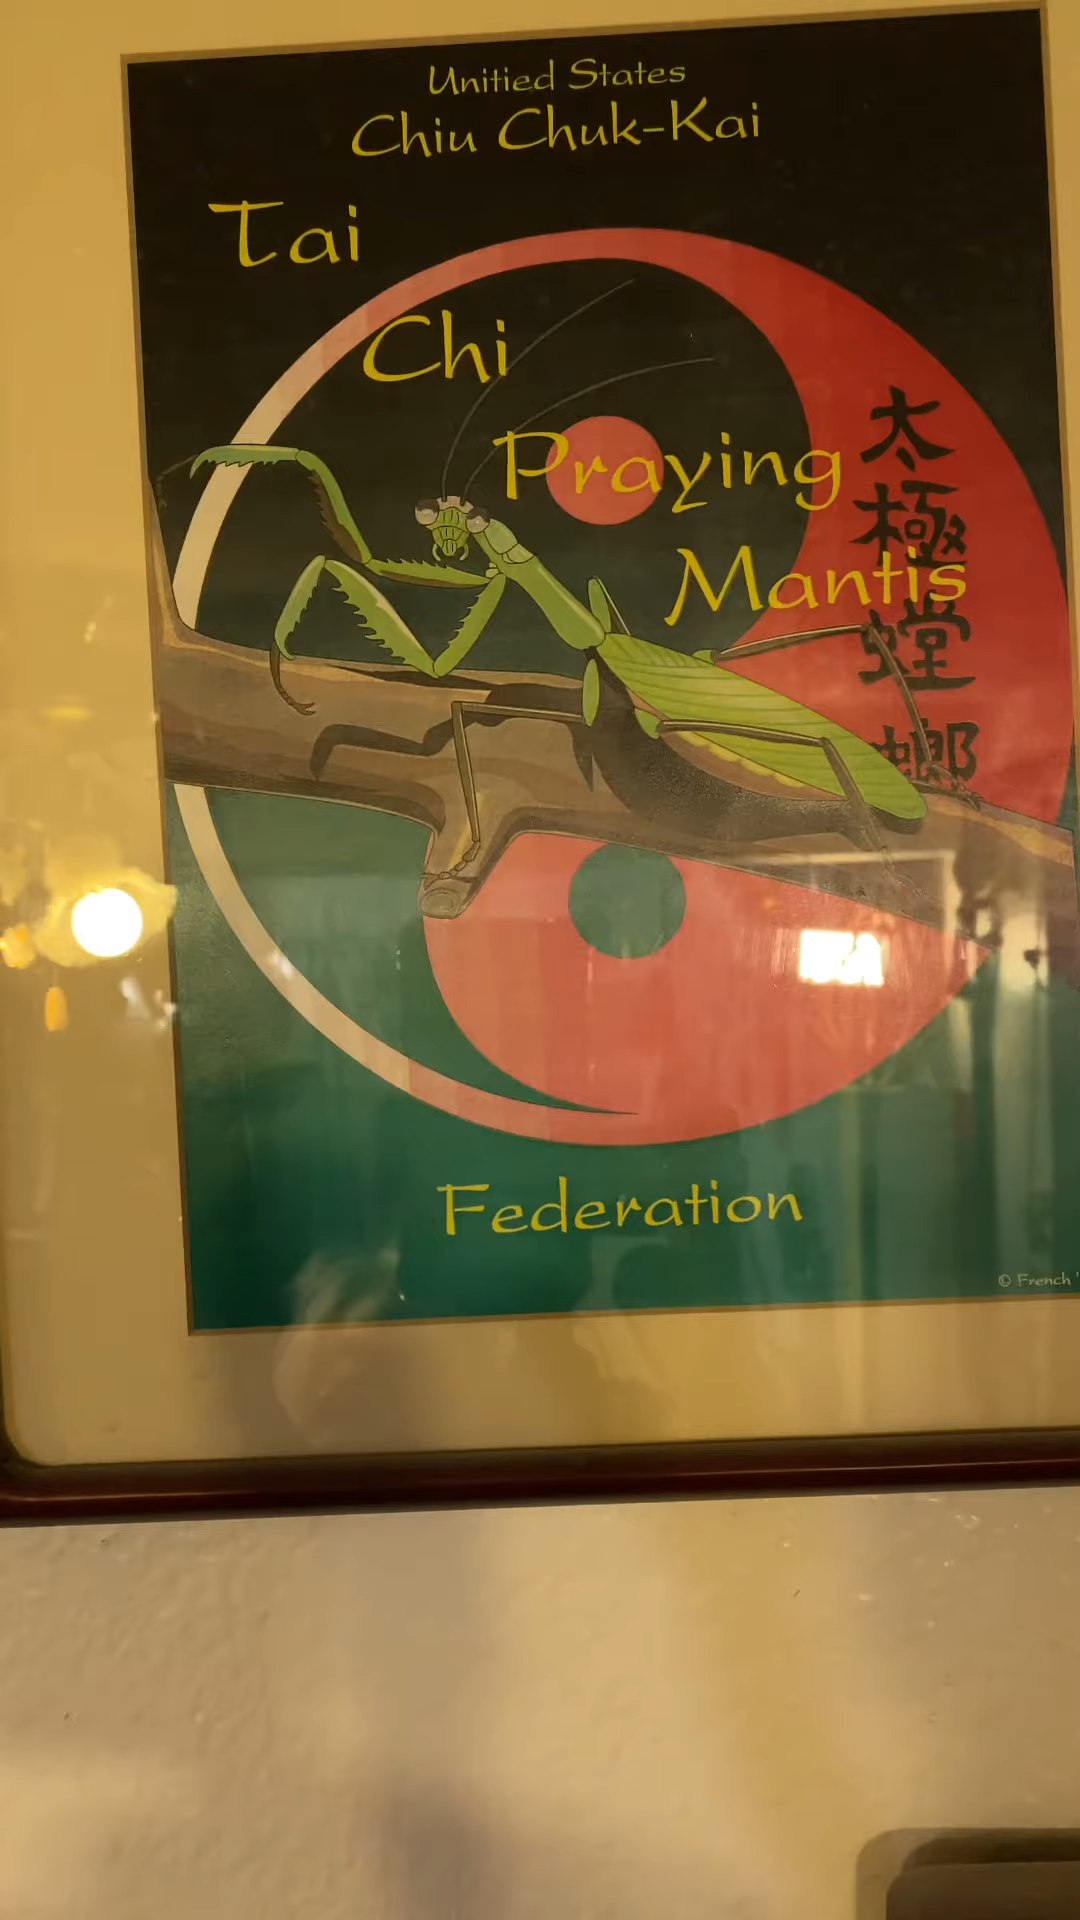 Unitied States
Chiu Chuk-Kai
Tai
Chi
Praying
Mantis
太極螳螂
Federation
© French